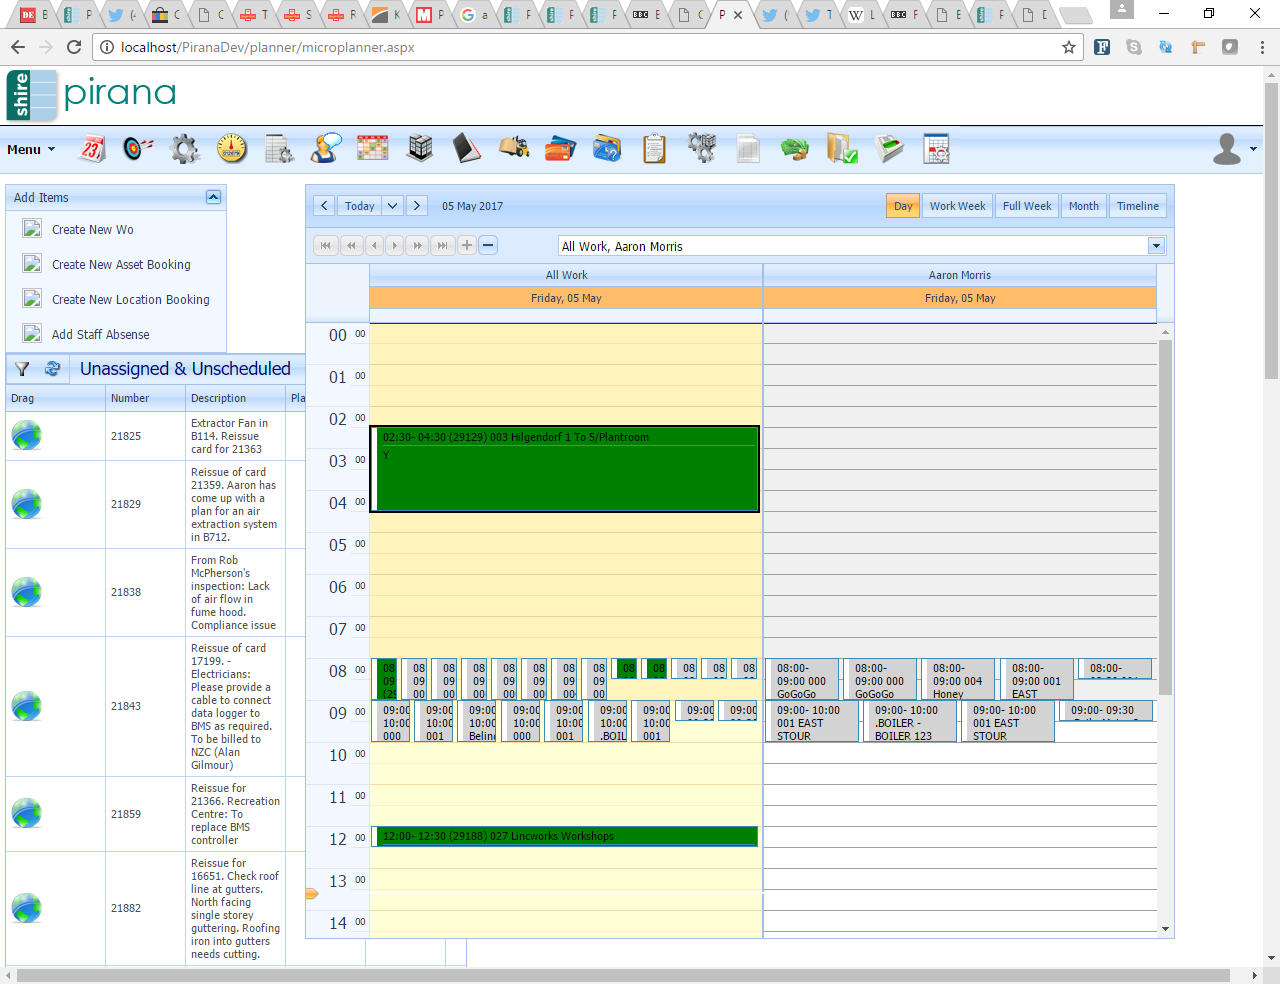 DE
B
P
(4
C
C
T
S
R
K
P
a
P
P
P
E
C
P
(
T
L
F
E
P
D
localhost/PiranaDev/planner/microplanner.aspx
shire
pirana
Menu
23
Add Items
Create New Wo
Create New Asset Booking
Create New Location Booking
Add Staff Absense
Unassigned & Unscheduled
Drag Number Description Pla
21825
Extractor Fan in
B114. Reissue
card for 21363
21829
Reissue of card
21359. Aaron has
come up with a
plan for an air
extraction system
in B712.
21838
From Rob
McPherson's
inspection: Lack
of air flow in
fume hood.
Compliance issue
21843
Reissue of card
17199. -
Electricians:
Please provide a
cable to connect
data logger to
BMS as required.
To be billed to
NZC (Alan
Gilmour)
21859
Reissue for
21366. Recreation
Centre: To
replace BMS
controller
21882
Reissue for
16651. Check roof
line at gutters.
North facing
single storey
guttering. Roofing
iron into gutters
needs cutting.
Today
05 May 2017
Day
Work Week
Full Week
Month
Timeline
All Work, Aaron Morris
All Work
Aaron Morris
Friday, 05 May
Friday, 05 May
00 00
01 00
02 00
03 00
04 00
05 00
06 00
07 00
08 00
09 00
10 00
11 00
12 00
13 00
14 00
02:30- 04:30 (29129) 003 Hilgendorf 1 To 5/Plantroom
Y
08
09
(29
08
09
00
08
09
00
08
09
00
08
09
00
08
09
00
08
09
00
08
09
00
08
08
08
08
08
09:00
10:00
000
09:00
10:00
001
09:00
10:00
Belin
09:00
10:00
000
09:00
10:00
001
09:00
10:00
.BOIL
09:00
10:00
001
09:00
09:00
12:00- 12:30 (29188) 027 Lincworks Workshops
08:00-
09:00 000
GoGoGo
08:00-
09:00 000
GoGoGo
08:00-
09:00 004
Honey
08:00-
09:00 001
EAST
08:00-
09:00- 10:00
001 EAST
STOUR
09:00- 10:00
.BOILER -
BOILER 123
09:00- 10:00
001 EAST
STOUR
09:00- 09:30